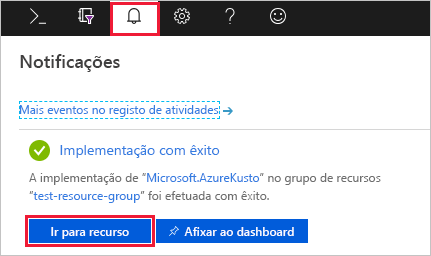 Notificações
Mais eventos no registo de atividades →
Implementação com êxito
A implementação de “Microsoft.AzureKusto” no grupo de recursos
“test-resource-group” foi efetuada com êxito.
Ir para recurso
Afixar ao dashboard